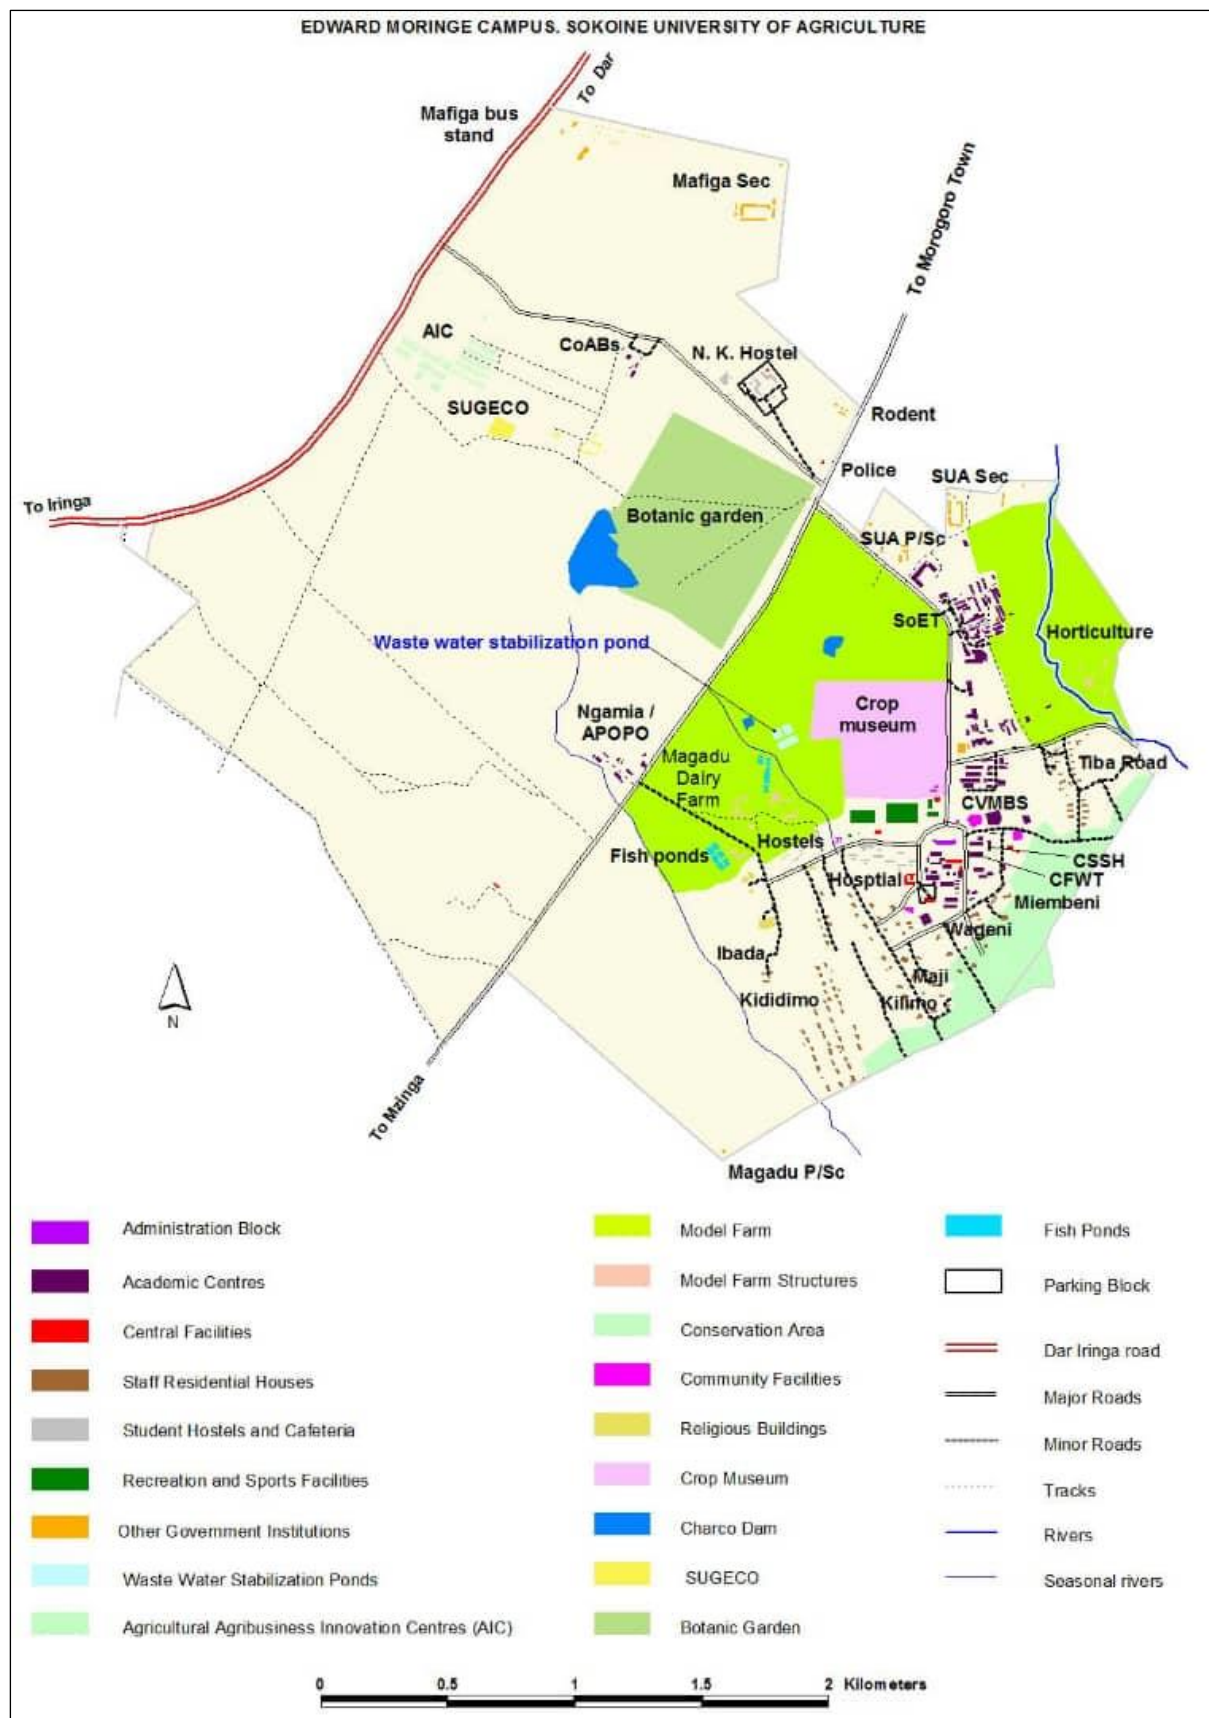 EDWARD MORINGE CAMPUS. SOKOINE UNIVERSITY OF AGRICULTURE
To Dar
Mafiga bus
stand
Mafiga Sec
To Morogoro Town
AIC
CoABs
N. K. Hostel
SUGECO
Rodent
Police
SUA Sec
To Iringa
Botanic garden
SUA P/Sc
SoET
Horticulture
Waste water stabilization pond
Ngamia /
APOPO
Crop
museum
Magadu
Dairy
Farm
Tiba Road
CVMBS
Hostels
Fish ponds
CSSH
Hosptial
CFWT
Miembeni
Wageni
Ibada
Maji
Kididimo
Kilimo
N
To Mzinga
Magadu P/Sc
Administration Block
Academic Centres
Central Facilities
Staff Residential Houses
Student Hostels and Cafeteria
Recreation and Sports Facilities
Other Government Institutions
Waste Water Stabilization Ponds
Agricultural Agribusiness Innovation Centres (AIC)
Model Farm
Model Farm Structures
Conservation Area
Community Facilities
Religious Buildings
Crop Museum
Charco Dam
SUGECO
Botanic Garden
Fish Ponds
Parking Block
Dar Iringa road
Major Roads
Minor Roads
Tracks
Rivers
Seasonal rivers
0 0.5 1 1.5 2 Kilometers